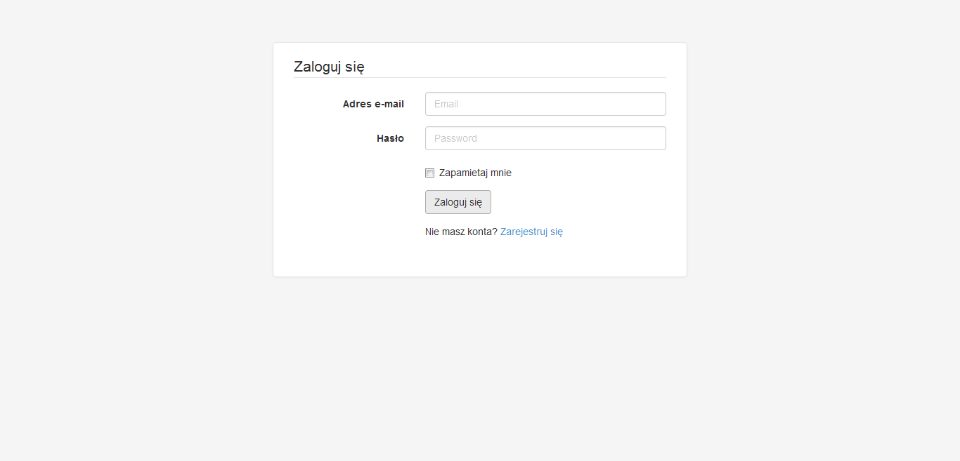 Zaloguj się
Adres e-mail Email
Hasło Password
Zapamietaj mnie
Zaloguj się
Nie masz konta? Zarejestruj się